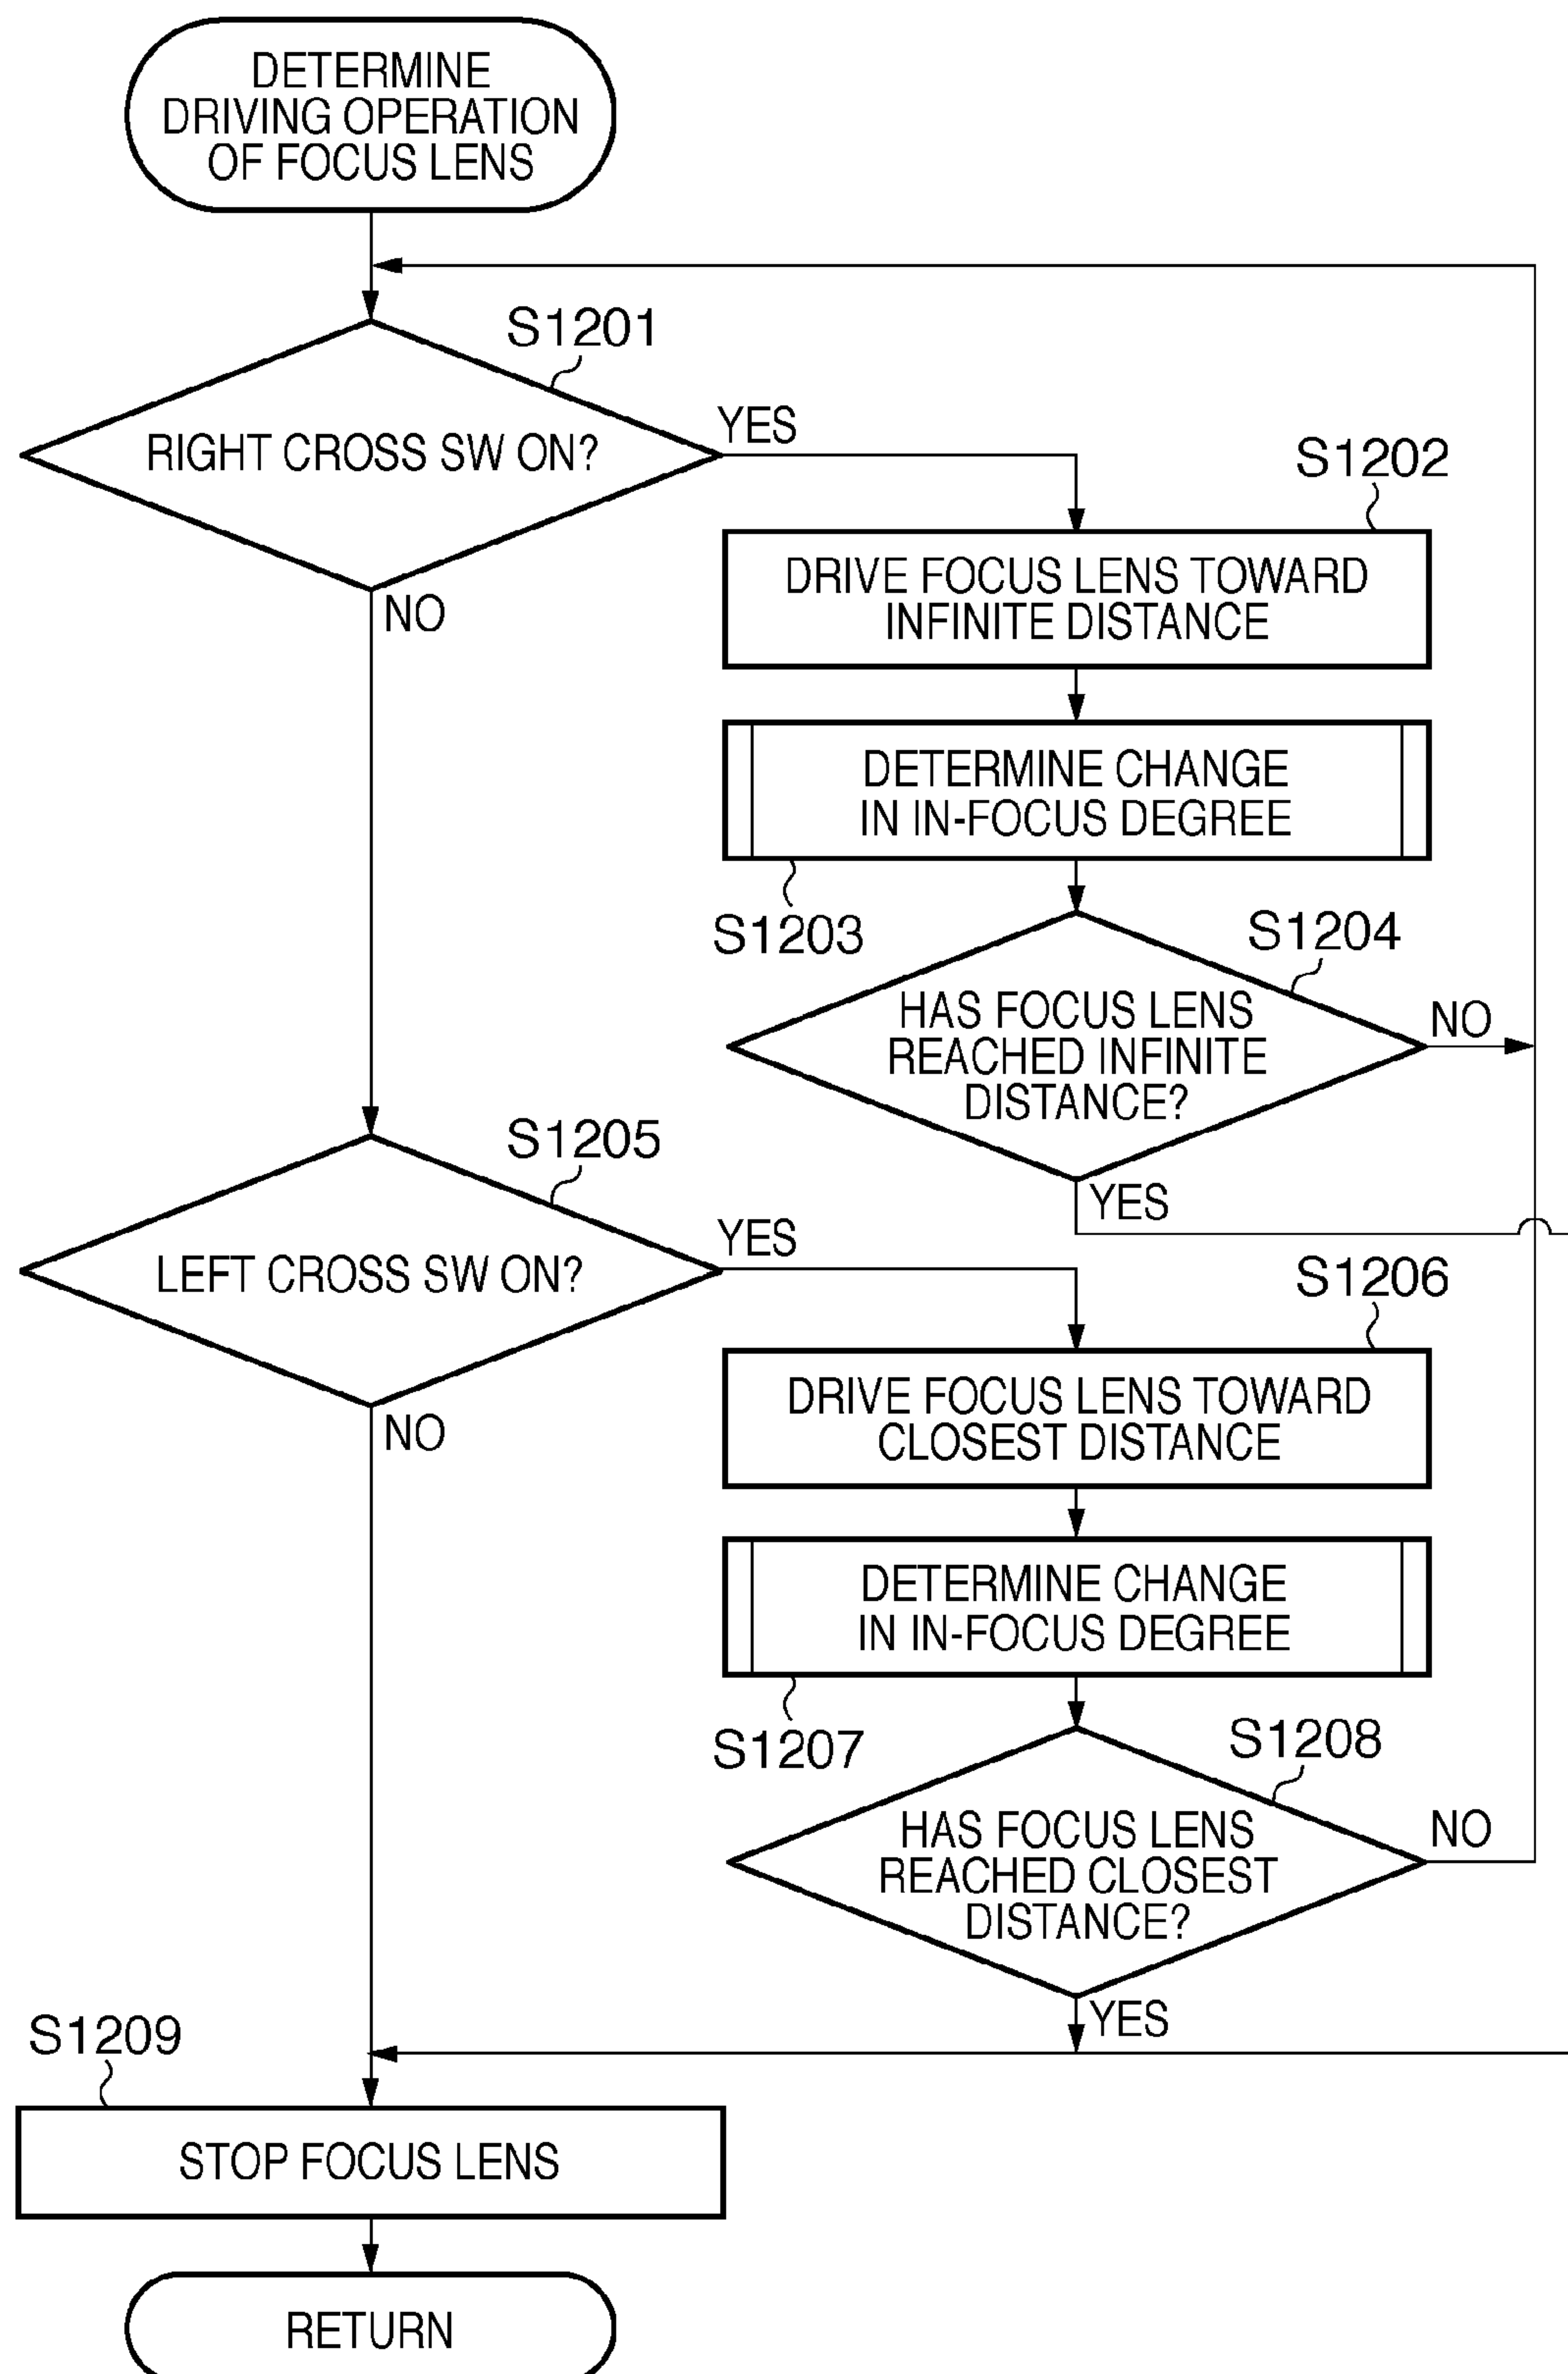 DETERMINE
DRIVING OPERATION
OF FOCUS LENS
S1201
RIGHT CROSS SW ON?
YES
NO
S1202
DRIVE FOCUS LENS TOWARD
INFINITE DISTANCE
DETERMINE CHANGE
IN IN-FOCUS DEGREE
S1203
S1204
HAS FOCUS LENS
REACHED INFINITE
DISTANCE?
NO
YES
S1205
LEFT CROSS SW ON?
YES
NO
S1206
DRIVE FOCUS LENS TOWARD
CLOSEST DISTANCE
DETERMINE CHANGE
IN IN-FOCUS DEGREE
S1207
S1208
HAS FOCUS LENS
REACHED CLOSEST
DISTANCE?
NO
YES
S1209
STOP FOCUS LENS
RETURN